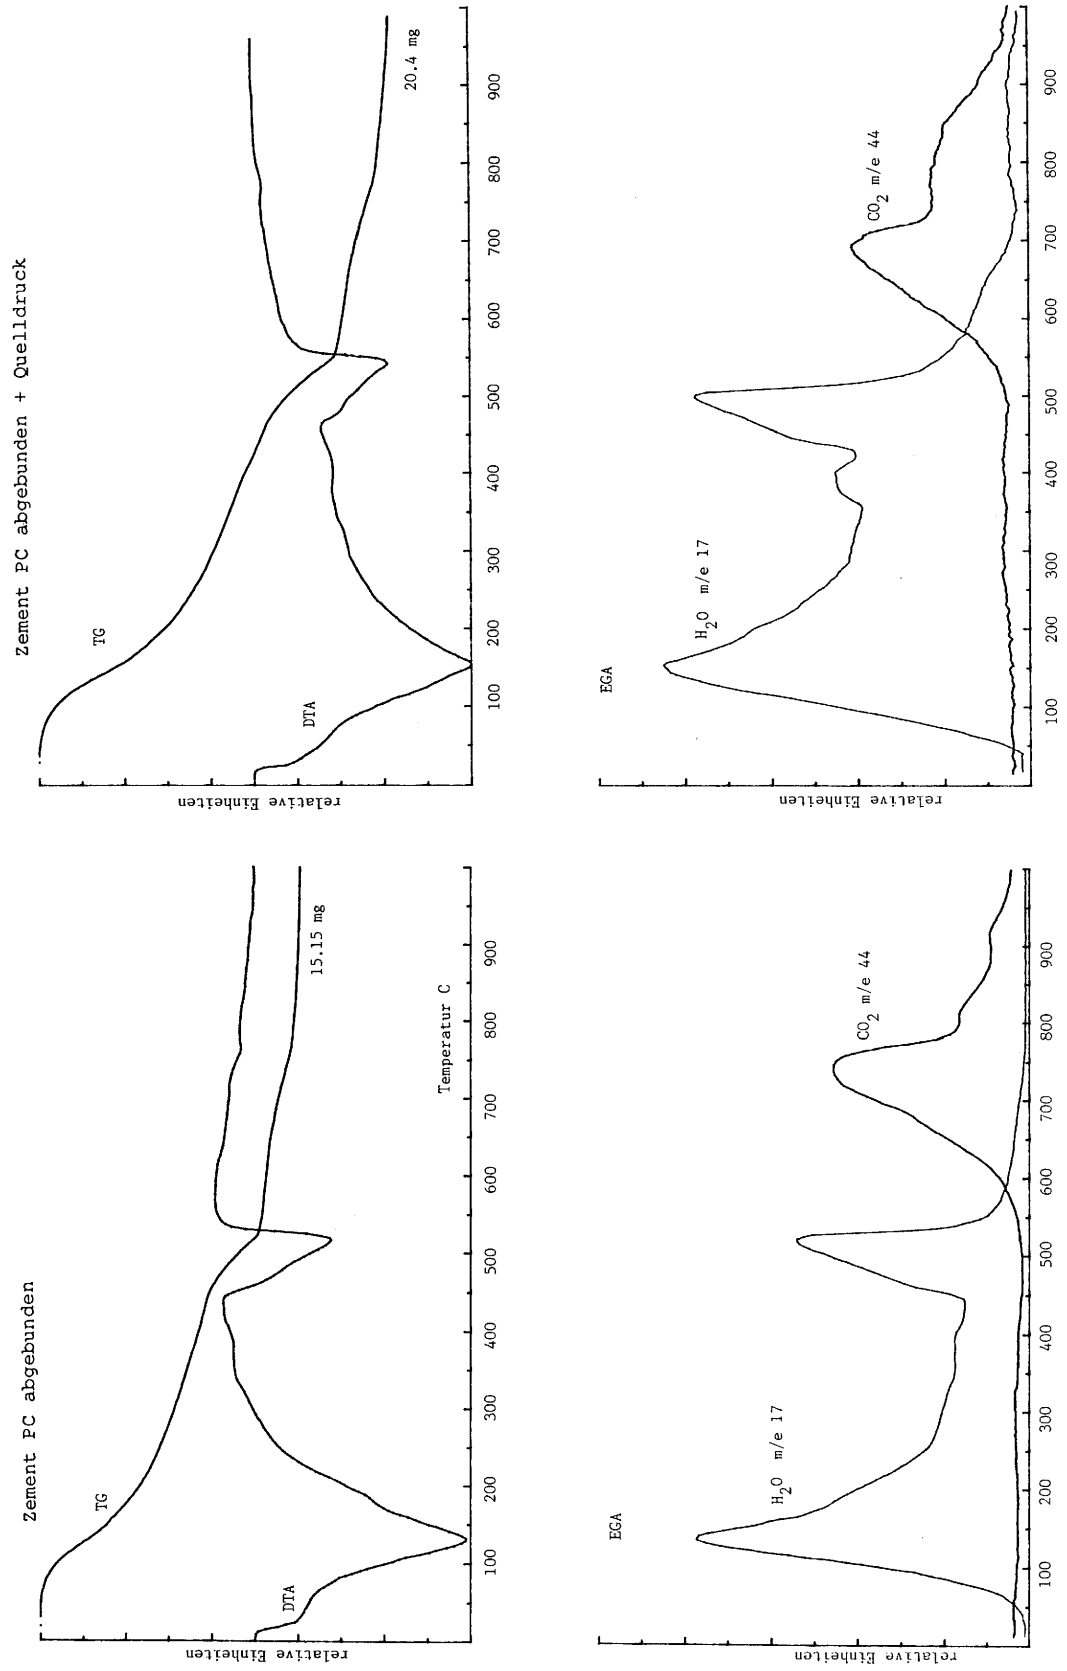 Zement PC abgebunden
relative Einheiten
TG
DTA
15.15 mg
Temperatur C
100 200 300 400 500 600 700 800 900
relative Einheiten
EGA
H2O m/e 17
CO2 m/e 44
100 200 300 400 500 600 700 800 900
Zement PC abgebunden + Quelldruck
relative Einheiten
TG
DTA
20.4 mg
100 200 300 400 500 600 700 800 900
relative Einheiten
EGA
H2O m/e 17
CO2 m/e 44
100 200 300 400 500 600 700 800 900